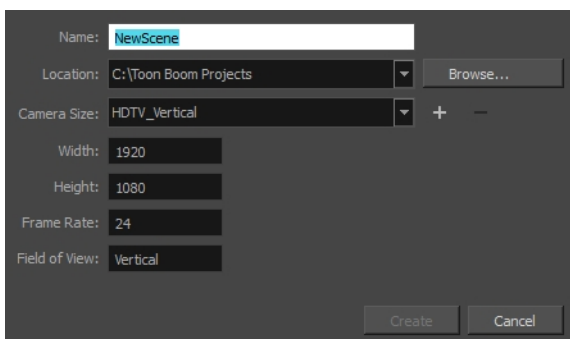 Name: NewScene
Location: C:\Toon Boom Projects Browse...
Camera Size: HDTV_Vertical
Width: 1920
Height: 1080
Frame Rate: 24
Field of View: Vertical
Create Cancel